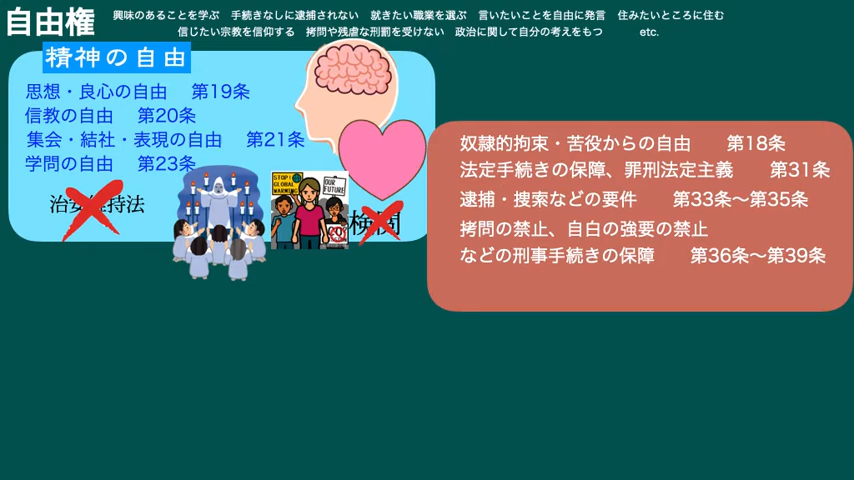 自由権
興味のあることを学ぶ　手続きなしに逮捕されない　就きたい職業を選ぶ　言いたいことを自由に発言　住みたいところに住む
信じたい宗教を信仰する　拷問や残虐な刑罰を受けない　政治に関して自分の考えをもつ　etc.
精神の自由
思想・良心の自由　第19条
信教の自由　第20条
集会・結社・表現の自由　第21条
学問の自由　第23条
治安維持法
STOP!
GLOBAL
WARMING
OUR
FUTURE
検閲
奴隷的拘束・苦役からの自由　第18条
法定手続きの保障、罪刑法定主義　第31条
逮捕・捜索などの要件　第33条〜第35条
拷問の禁止、自白の強要の禁止
などの刑事手続きの保障　第36条〜第39条